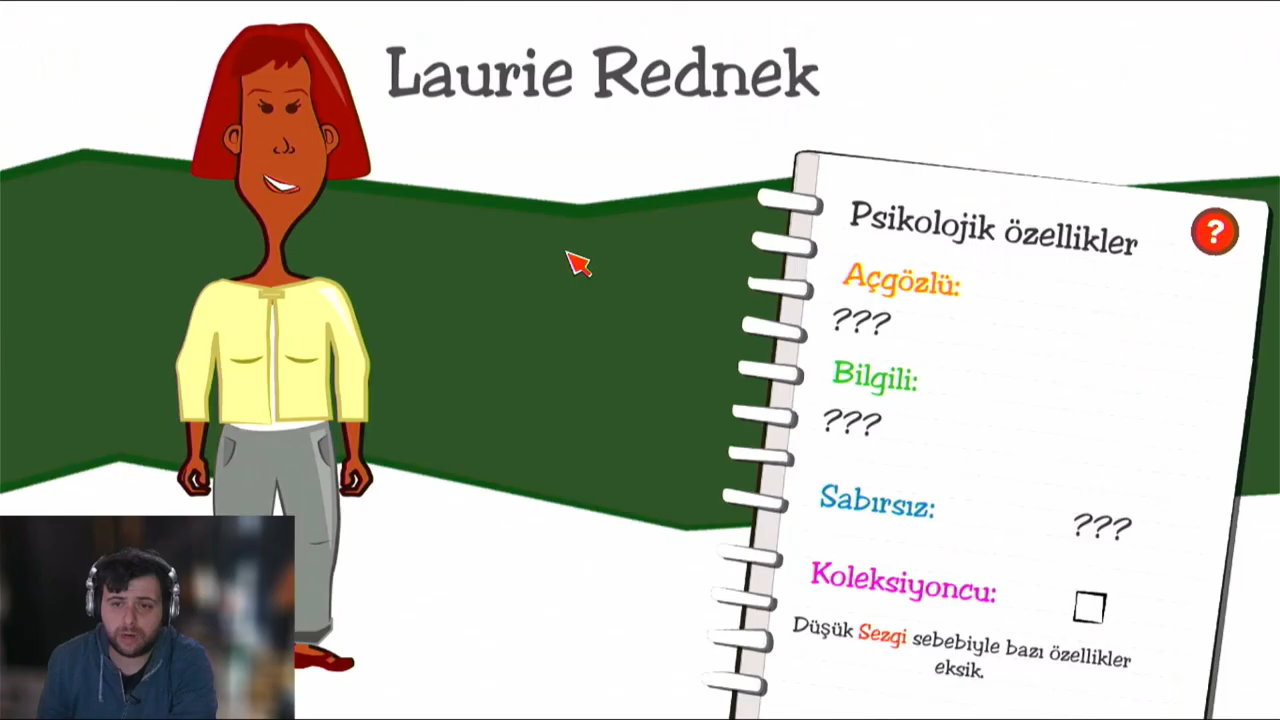 Laurie Rednek
Psikolojik özellikler
?
Açgözlü:
???
Bilgili:
???
Sabırsız:
???
Koleksiyoncu:
Düşük Sezgi sebebiyle bazı özellikler
eksik.